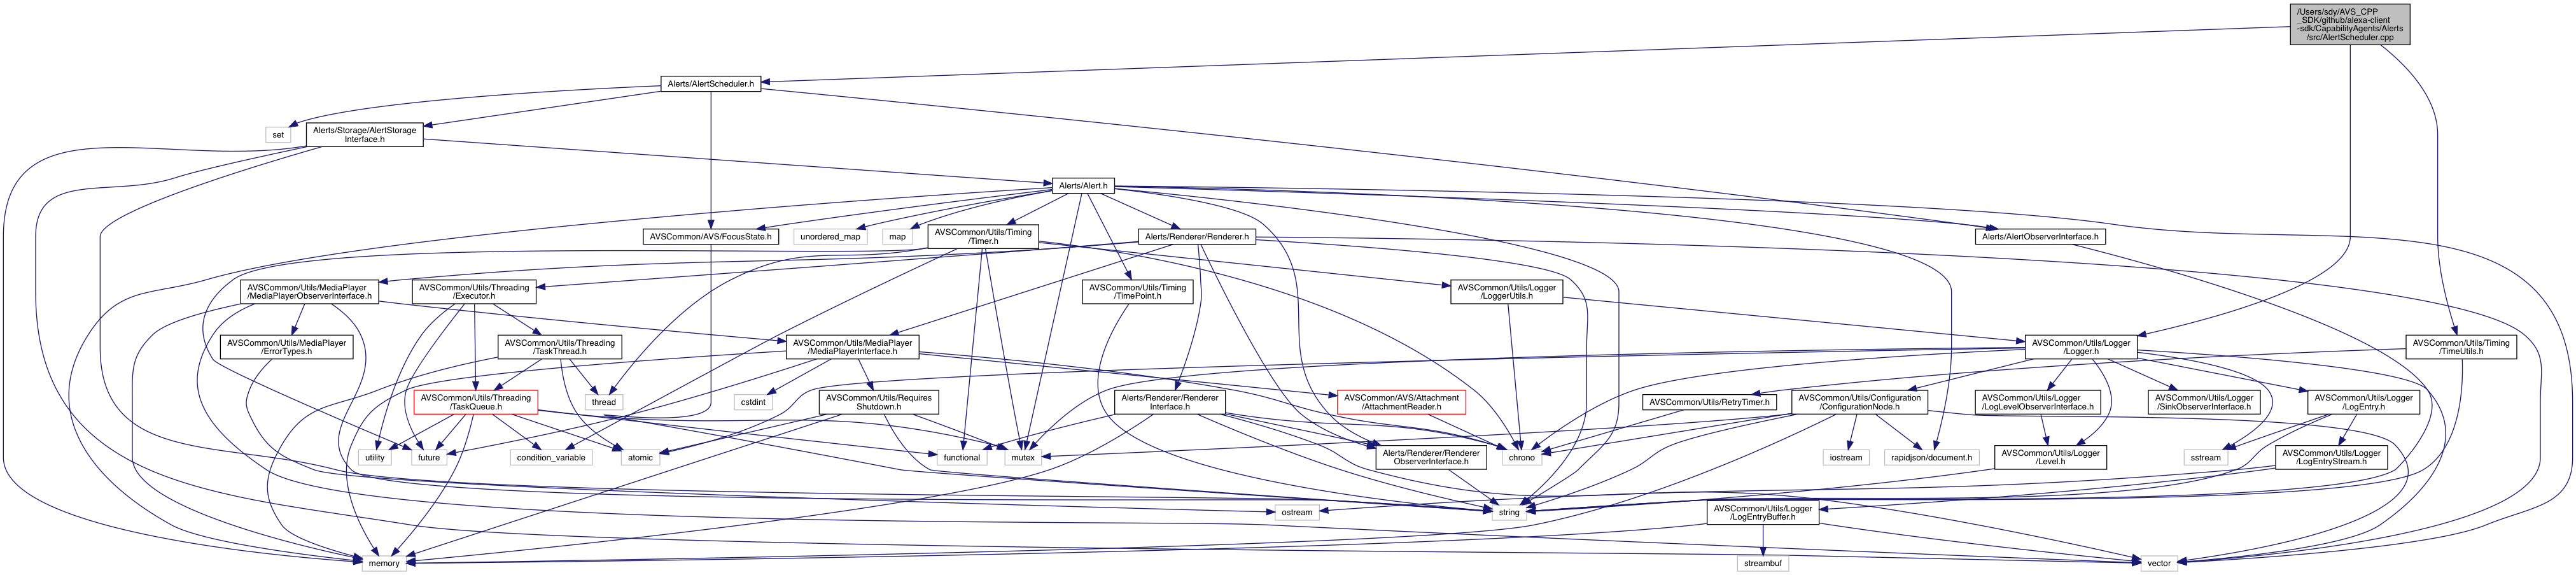 /Users/sdy/AVS_CPP
_SDK/github/alexa-client
-sdk/CapabilityAgents/Alerts
/src/AlertScheduler.cpp
Alerts/AlertScheduler.h
set
Alerts/Storage/AlertStorage
Interface.h
Alerts/Alert.h
AVSCommon/AVS/FocusState.h
unordered_map
map
AVSCommon/Utils/Timing
/Timer.h
Alerts/Renderer/Renderer.h
Alerts/AlertObserverInterface.h
AVSCommon/Utils/MediaPlayer
/MediaPlayerObserverInterface.h
AVSCommon/Utils/Threading
/Executor.h
AVSCommon/Utils/Timing
/TimePoint.h
AVSCommon/Utils/Logger
/LoggerUtils.h
AVSCommon/Utils/MediaPlayer
/ErrorTypes.h
AVSCommon/Utils/Threading
/TaskThread.h
AVSCommon/Utils/MediaPlayer
/MediaPlayerInterface.h
AVSCommon/Utils/Logger
/Logger.h
AVSCommon/Utils/Timing
/TimeUtils.h
AVSCommon/Utils/Threading
/TaskQueue.h
thread
cstdint
AVSCommon/Utils/Requires
Shutdown.h
Alerts/Renderer/Renderer
Interface.h
AVSCommon/AVS/Attachment
/AttachmentReader.h
AVSCommon/Utils/RetryTimer.h
AVSCommon/Utils/Configuration
/ConfigurationNode.h
AVSCommon/Utils/Logger
/LogLevelObserverInterface.h
AVSCommon/Utils/Logger
/SinkObserverInterface.h
AVSCommon/Utils/Logger
/LogEntry.h
utility
future
condition_variable
atomic
functional
mutex
Alerts/Renderer/Renderer
ObserverInterface.h
chrono
iostream
rapidjson/document.h
AVSCommon/Utils/Logger
/Level.h
sstream
AVSCommon/Utils/Logger
/LogEntryStream.h
ostream
string
AVSCommon/Utils/Logger
/LogEntryBuffer.h
memory
streambuf
vector